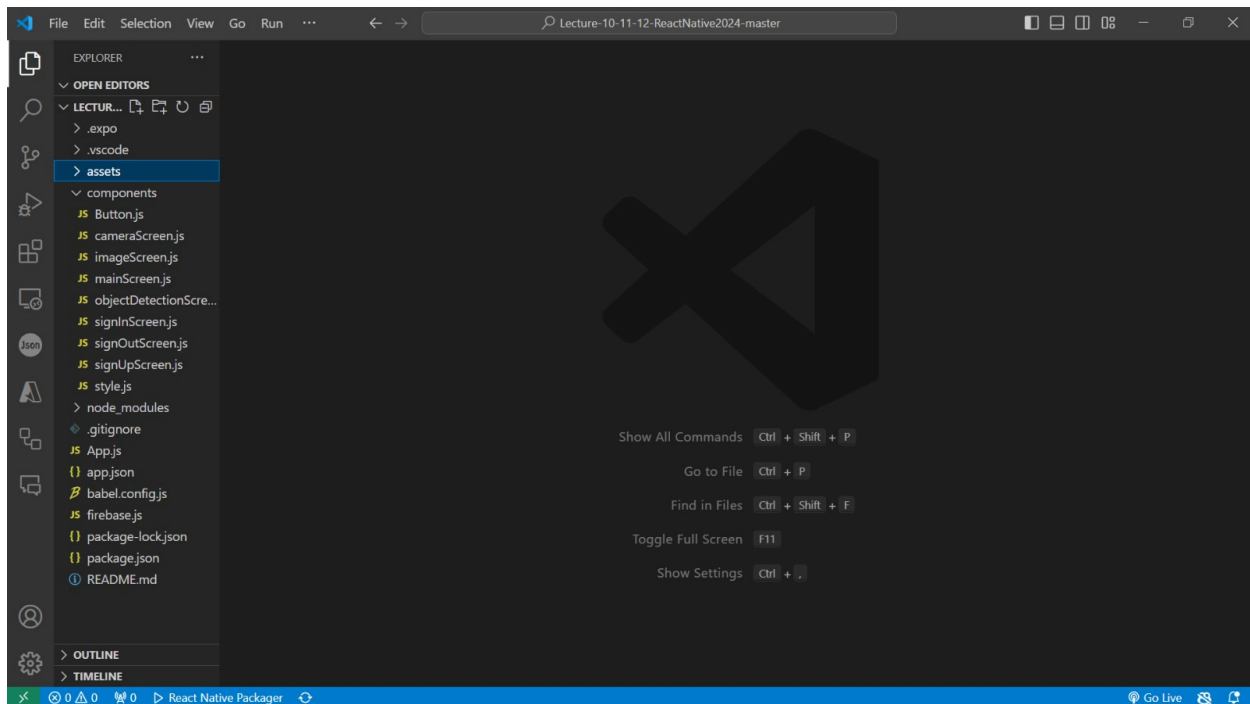 File Edit Selection View Go Run ··· Lecture-10-11-12-ReactNative2024-master
EXPLORER ···
OPEN EDITORS
LECTUR...
.expo
.vscode
assets
components
JS Button.js
JS cameraScreen.js
JS imageScreen.js
JS mainScreen.js
JS objectDetectionScre...
JS signInScreen.js
Json
JS signOutScreen.js
JS signUpScreen.js
JS style.js
node_modules
.gitignore
JS App.js
{} app.json
babel.config.js
JS firebase.js
{} package-lock.json
{} package.json
README.md
OUTLINE
TIMELINE
Show All Commands Ctrl + Shift + P
Go to File Ctrl + P
Find in Files Ctrl + Shift + F
Toggle Full Screen F11
Show Settings Ctrl + ,
0 0 0 React Native Packager Go Live